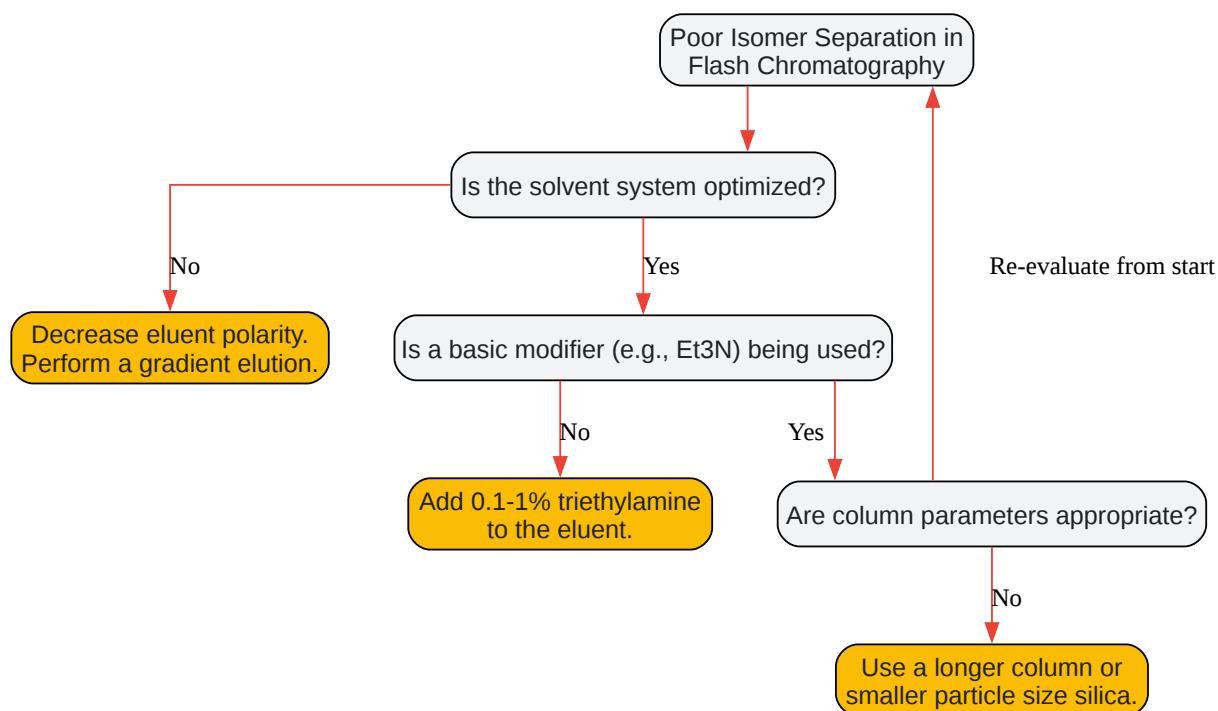 Poor Isomer Separation in
Flash Chromatography
Is the solvent system optimized?
No
Yes
Re-evaluate from start
Decrease eluent polarity.
Perform a gradient elution.
Is a basic modifier (e.g., Et3N) being used?
No
Yes
Add 0.1-1% triethylamine
to the eluent.
Are column parameters appropriate?
No
Use a longer column or
smaller particle size silica.